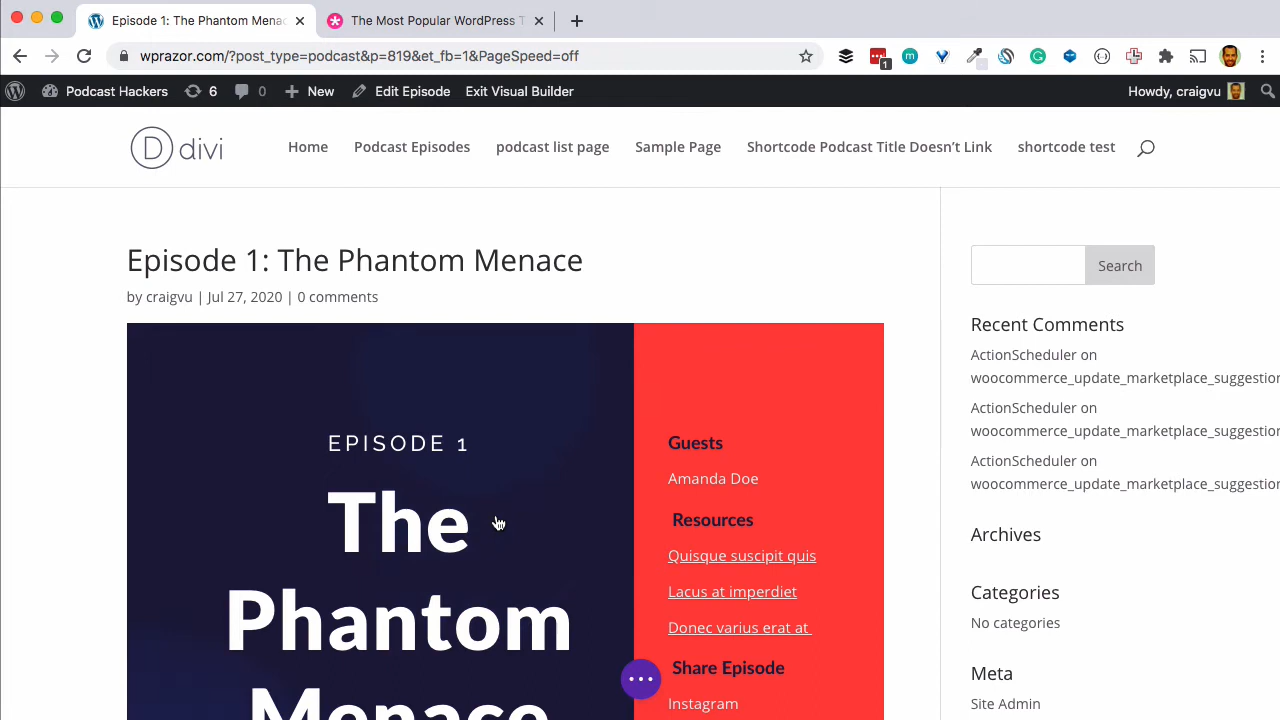 Episode 1: The Phantom Menac
The Most Popular WordPress T
wprazor.com/?post_type=podcast&p=819&et_fb=1&PageSpeed=off
1
m
Podcast Hackers
6
0
New
Edit Episode
Exit Visual Builder
Howdy, craigvu
D divi
Home
Podcast Episodes
podcast list page
Sample Page
Shortcode Podcast Title Doesn't Link
shortcode test
Episode 1: The Phantom Menace
by craigvu | Jul 27, 2020 | 0 comments
EPISODE 1
The
Phantom
Menace
Guests
Amanda Doe
Resources
Quisque suscipit quis
Lacus at imperdiet
Donec varius erat at
Share Episode
Instagram
Search
Recent Comments
ActionScheduler on
woocommerce_update_marketplace_suggestion
ActionScheduler on
woocommerce_update_marketplace_suggestion
ActionScheduler on
woocommerce_update_marketplace_suggestion
Archives
Categories
No categories
Meta
Site Admin